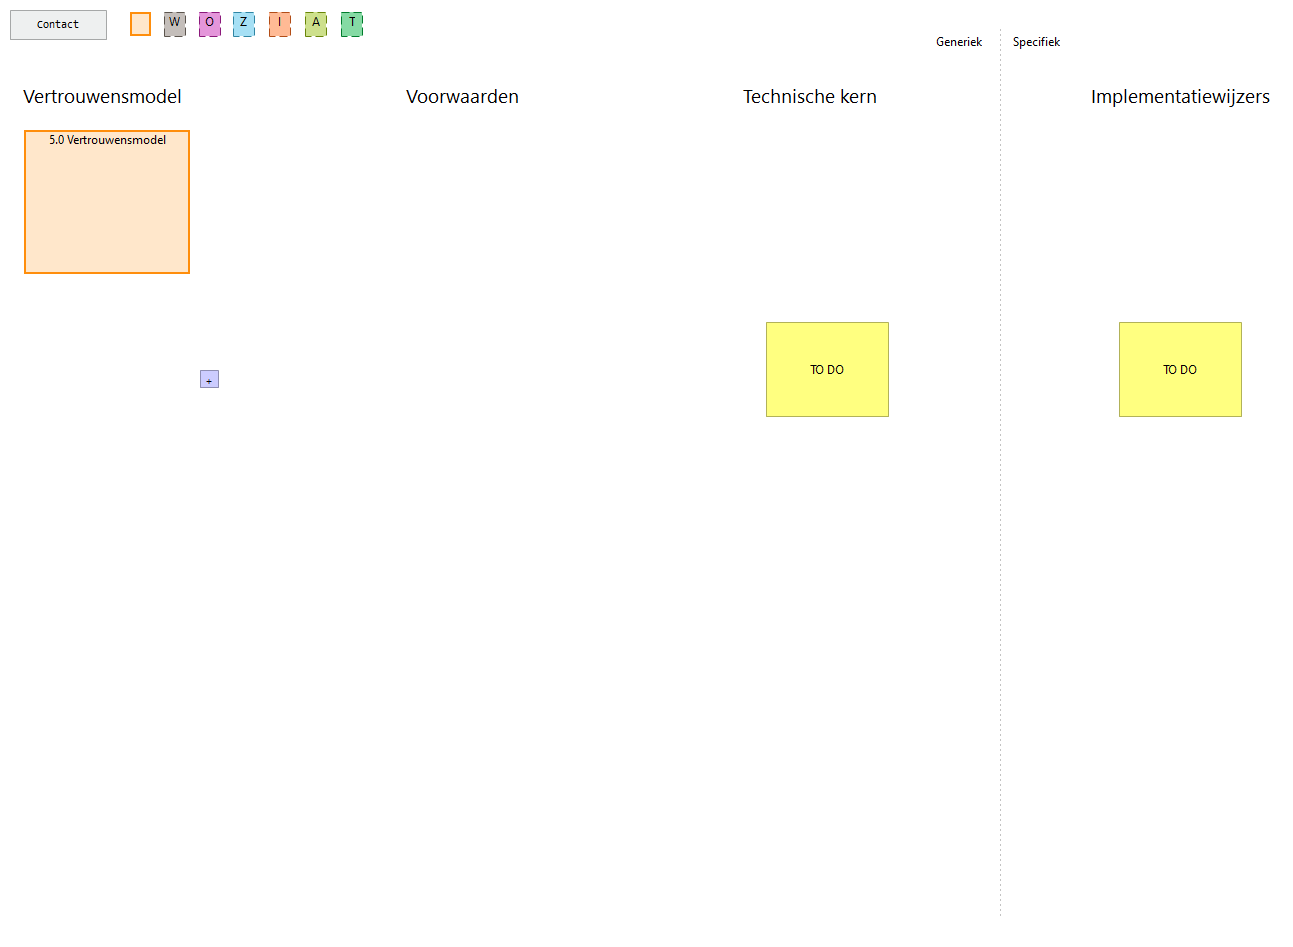 Contact
W O Z I A T
Generiek
Specifiek
Vertrouwensmodel
Voorwaarden
Technische kern
Implementatiewijzers
5.0 Vertrouwensmodel
TO DO
TO DO
+